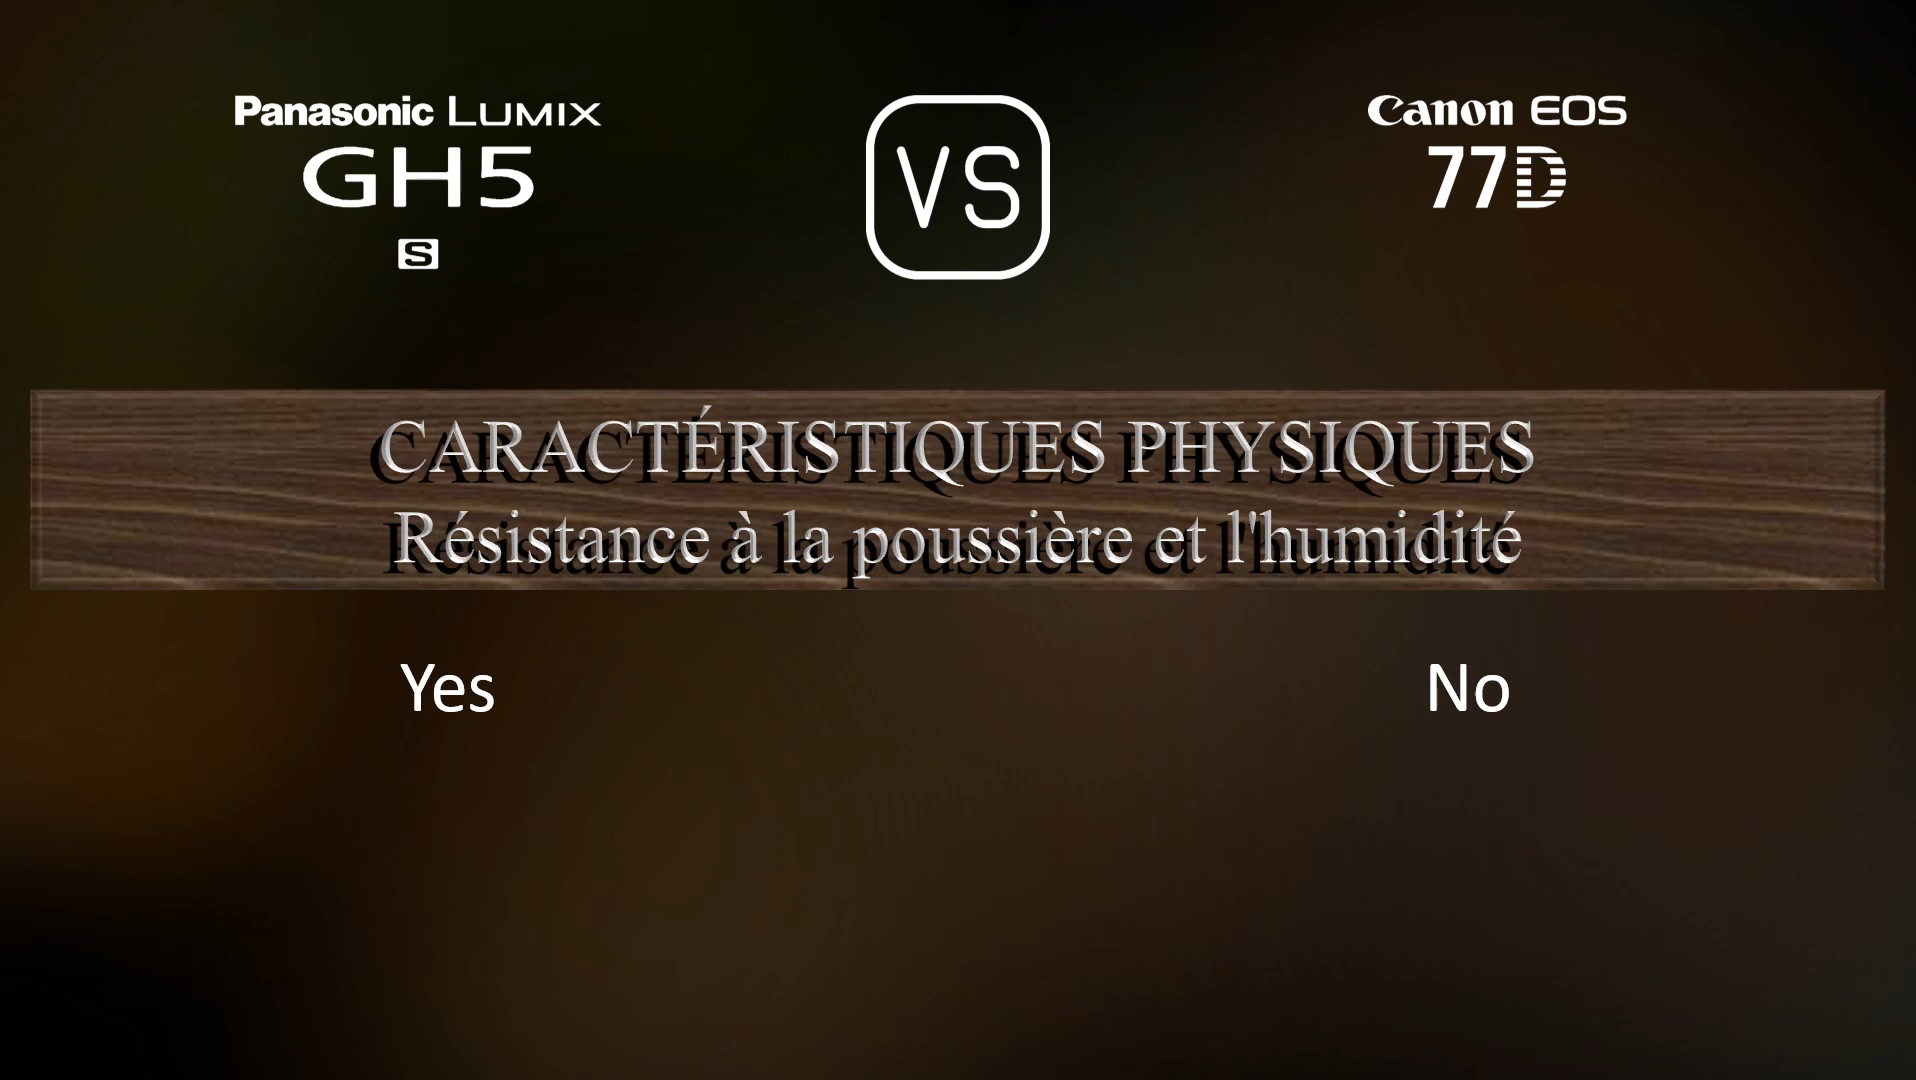 Panasonic LUMIX
GH5
S
VS
Canon EOS
77D
CARACTÉRISTIQUES PHYSIQUES
Résistance à la poussière et l'humidité
Yes
No